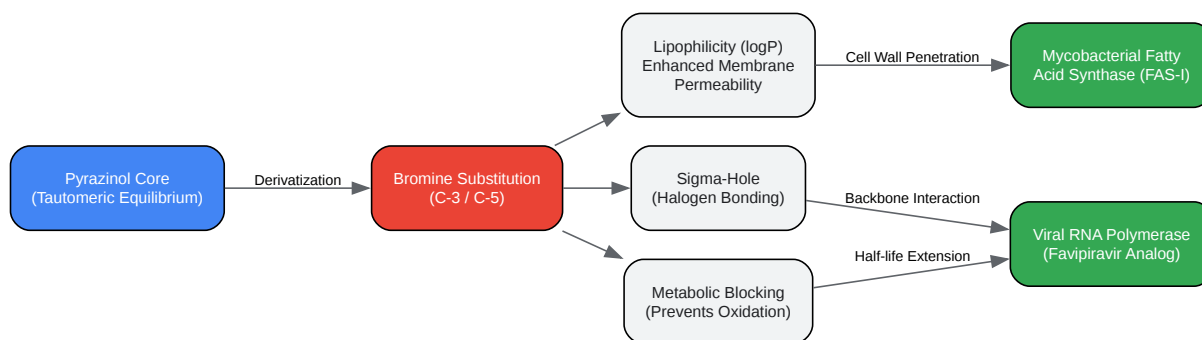 Pyrazinol Core
(Tautomeric Equilibrium)
Derivatization
Bromine Substitution
(C-3 / C-5)
Lipophilicity (logP)
Enhanced Membrane
Permeability
Cell Wall Penetration
Mycobacterial Fatty
Acid Synthase (FAS-I)
Sigma-Hole
(Halogen Bonding)
Backbone Interaction
Viral RNA Polymerase
(Favipiravir Analog)
Half-life Extension
Metabolic Blocking
(Prevents Oxidation)